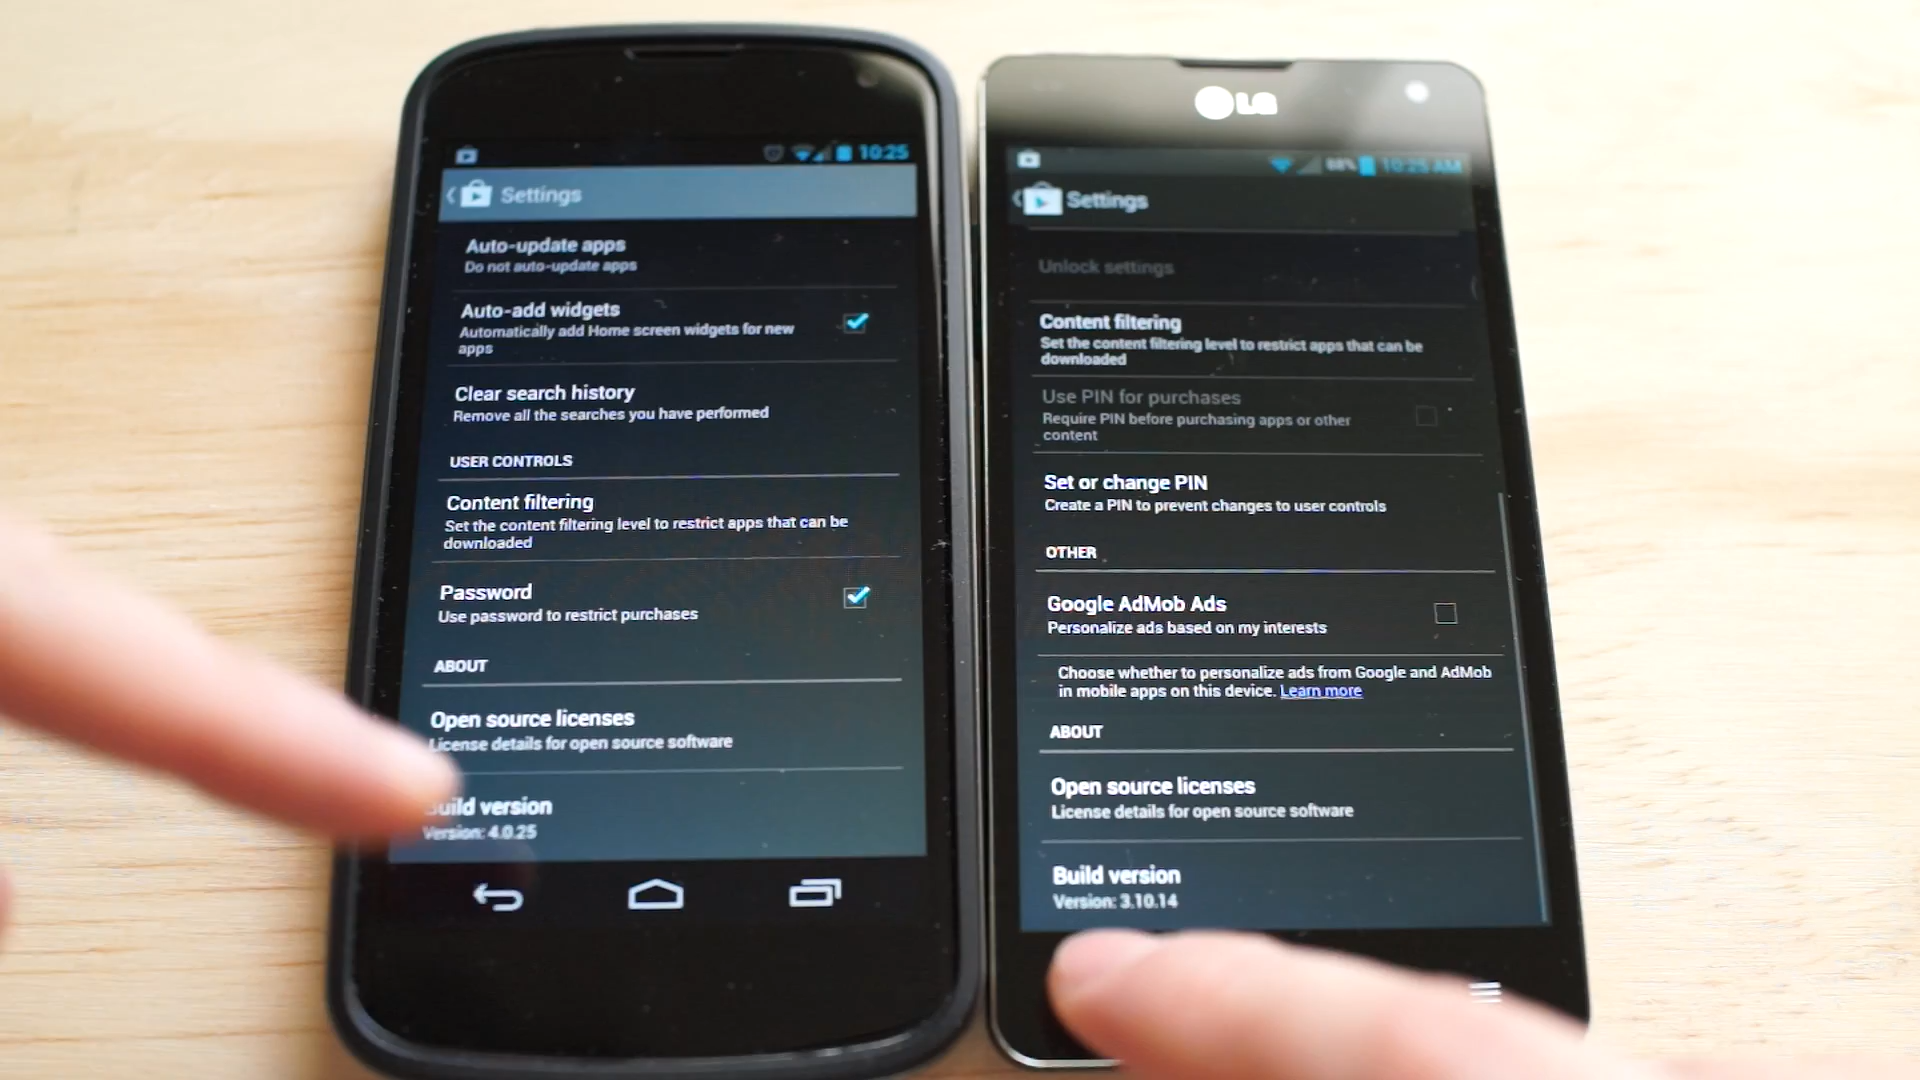 10:25
Settings
Auto-update apps
Do not auto-update apps
Auto-add widgets
Automatically add Home screen widgets for new
apps
Clear search history
Remove all the searches you have performed
USER CONTROLS
Content filtering
Set the content filtering level to restrict apps that can be
downloaded
Password
Use password to restrict purchases
ABOUT
Open source licenses
License details for open source software
Build version
Version: 4.0.25
LG
88% 10:25 AM
Settings
Unlock settings
Content filtering
Set the content filtering level to restrict apps that can be
downloaded
Use PIN for purchases
Require PIN before purchasing apps or other
content
Set or change PIN
Create a PIN to prevent changes to user controls
OTHER
Google AdMob Ads
Personalize ads based on my interests
Choose whether to personalize ads from Google and AdMob
in mobile apps on this device. Learn more
ABOUT
Open source licenses
License details for open source software
Build version
Version: 3.10.14